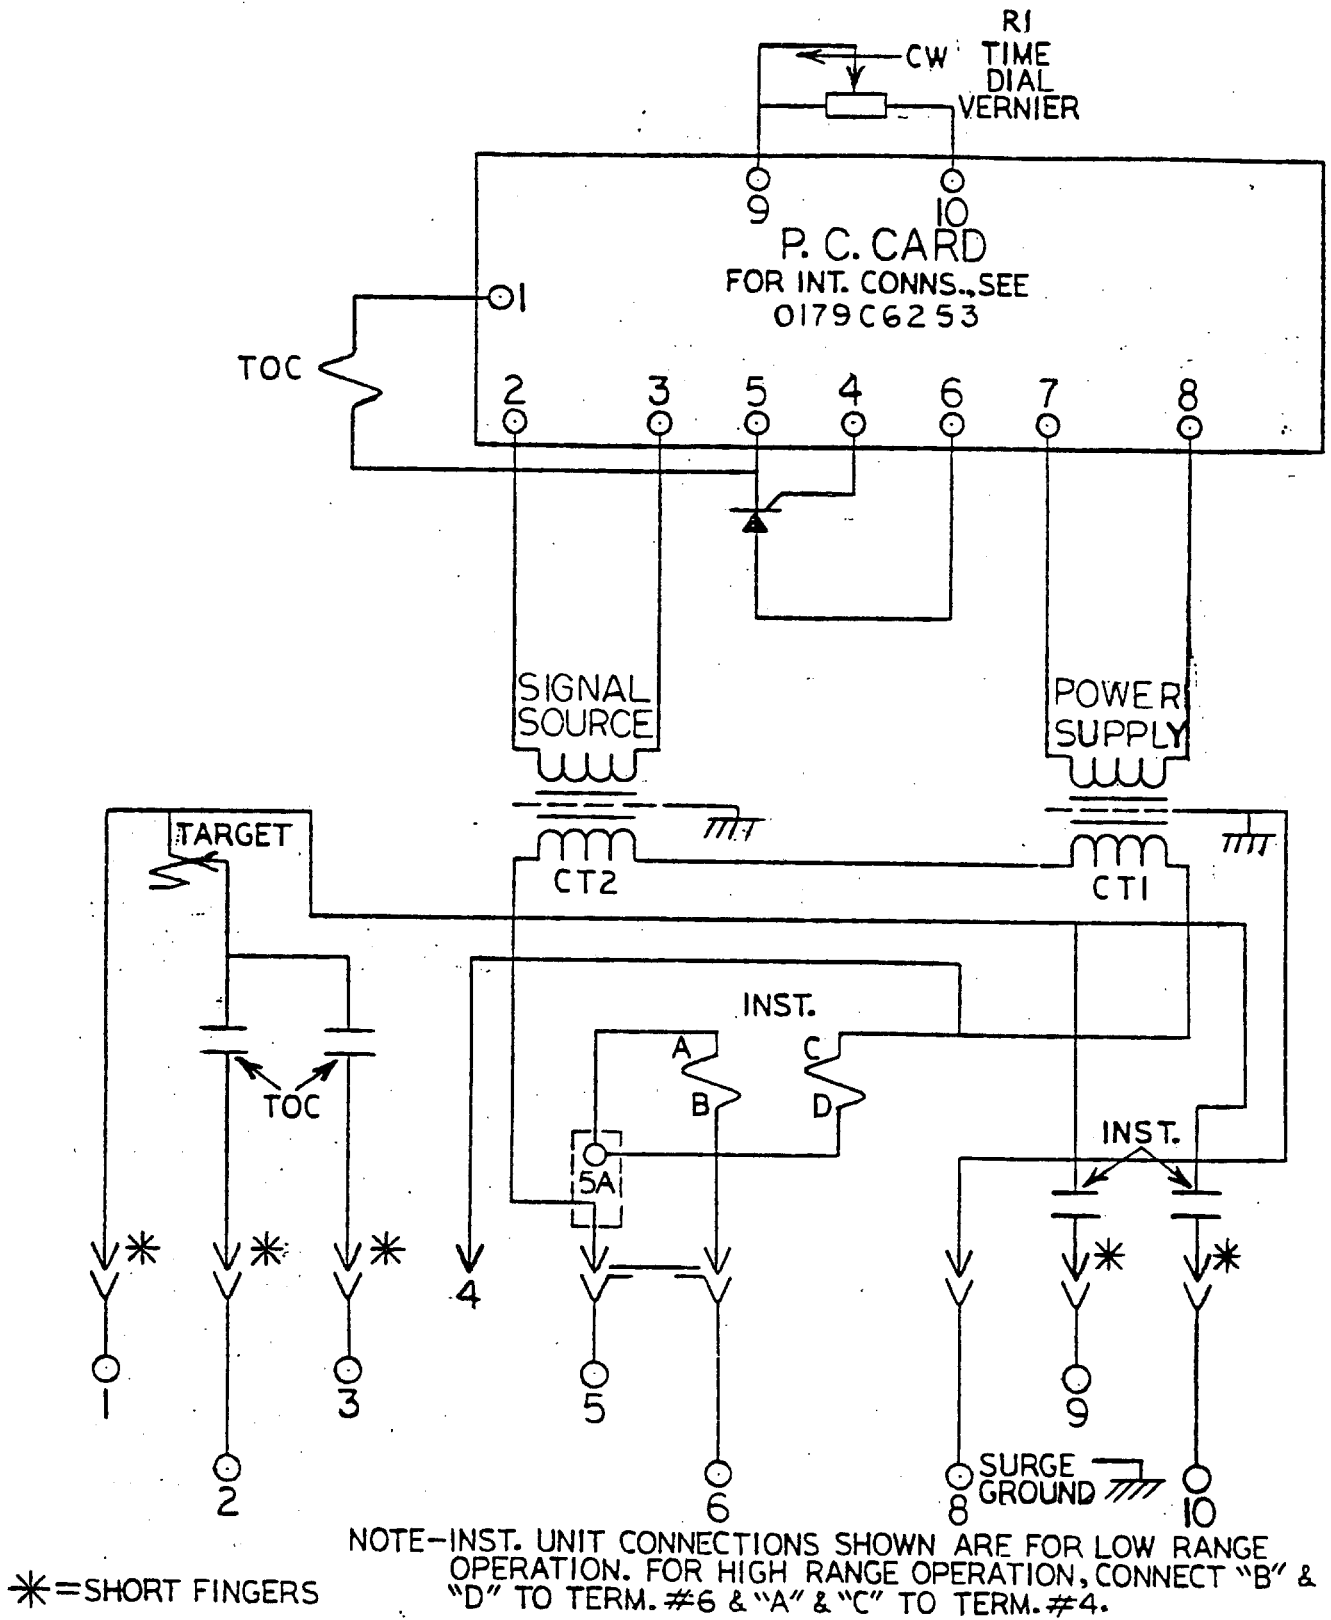 R1
CW TIME
DIAL
VERNIER
9 10
P. C. CARD
FOR INT. CONNS., SEE
0179C6253
1
TOC
2 3 5 4 6 7 8
SIGNAL
SOURCE
POWER
SUPPLY
TARGET
CT2
CT1
INST.
A C
B D
TOC
INST.
5A
* * * * *
4
1 3 5 9
SURGE
GROUND
2 6 8 10
NOTE-INST. UNIT CONNECTIONS SHOWN ARE FOR LOW RANGE
OPERATION. FOR HIGH RANGE OPERATION, CONNECT "B" &
"D" TO TERM. #6 & "A" & "C" TO TERM. #4.
* = SHORT FINGERS